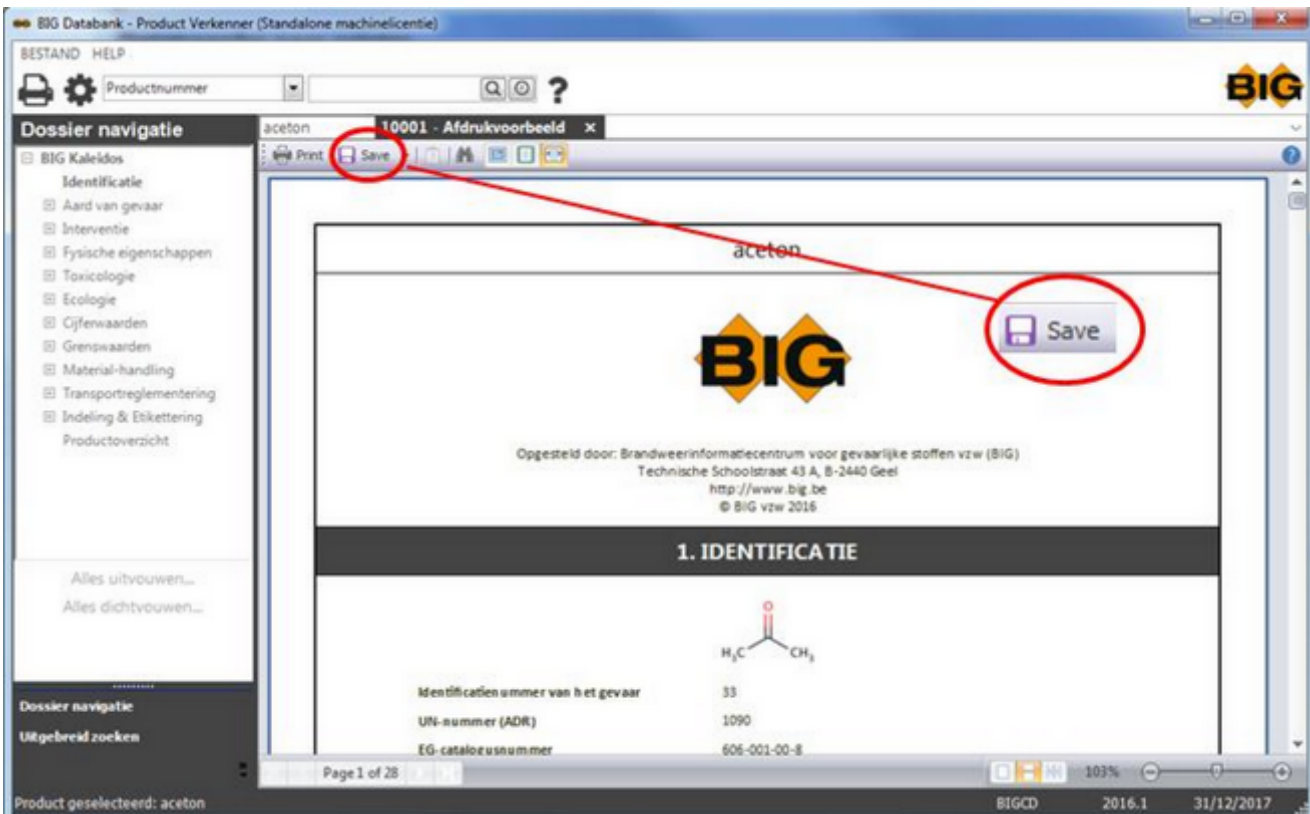 BIG Databank - Product Verkenner (Standalone machinelicentie)
BESTAND HELP
Productnummer
?
BIG
Dossier navigatie
aceton 10001 - Afdrukvoorbeeld ×
Print Save
?
BIG Kaleidos
Identificatie
Aard van gevaar
Interventie
Fysische eigenschappen
Toxicologie
Ecologie
Cijferwaarden
Grenswaarden
Material-handling
Transportreglementering
Indeling & Etikettering
Productoverzicht
Alles uitvouwen...
Alles dichtvouwen...
Dossier navigatie
Uitgebreid zoeken
aceton
Save
BIG
Opgesteld door: Brandweerinformatiecentrum voor gevaarlijke stoffen vzw (BIG)
Technische Schoolstraat 43 A, B-2440 Geel
http://www.big.be
© BIG vzw 2016
1. IDENTIFICATIE
O
H3C CH3
Identificatienummer van het gevaar 33
UN-nummer (ADR) 1090
EG-catalogusnummer 606-001-00-8
Page 1 of 28
103%
Product geselecteerd: aceton
BIGCD 2016.1 31/12/2017